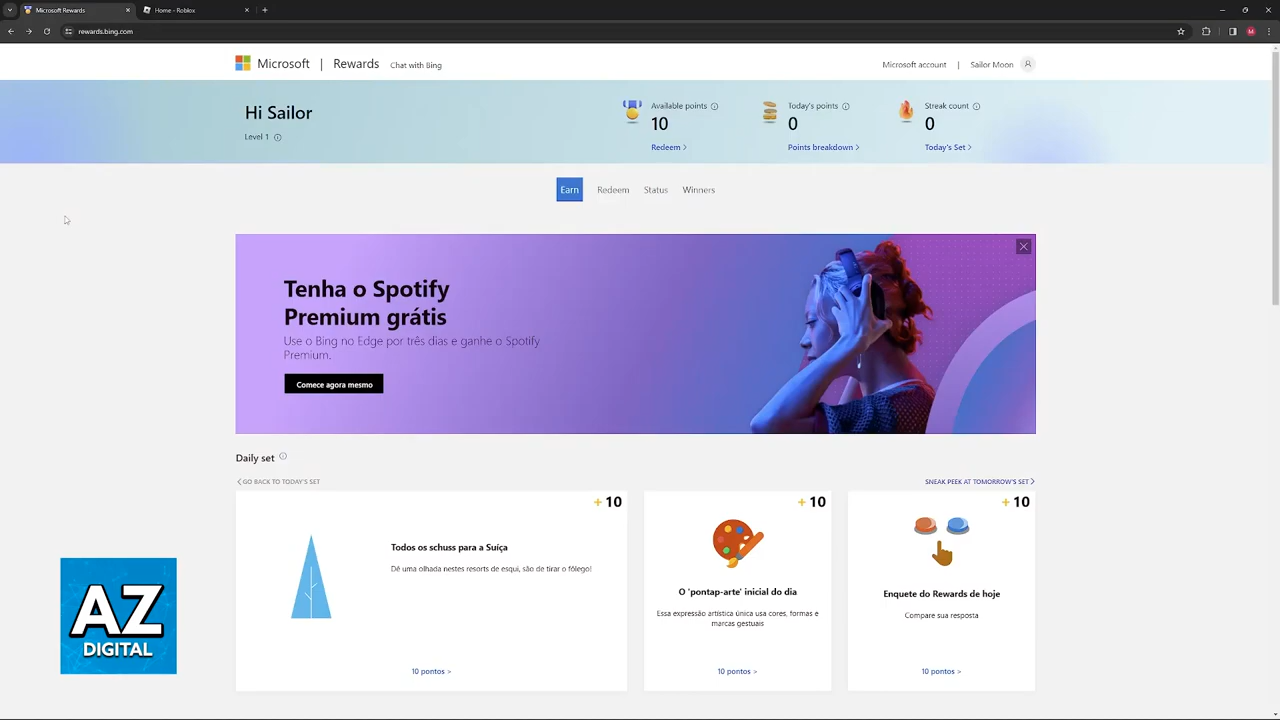 Microsoft Rewards
Home - Roblox
rewards.bing.com
M
Microsoft | Rewards
Chat with Bing
Microsoft account | Sailor Moon
Hi Sailor
Level 1
Available points
10
Redeem >
Today's points
0
Points breakdown >
Streak count
0
Today's Set >
Earn
Redeem
Status
Winners
Tenha o Spotify
Premium grátis
Use o Bing no Edge por três dias e ganhe o Spotify
Premium.
Comece agora mesmo
Daily set
< GO BACK TO TODAY'S SET
SNEAK PEEK AT TOMORROW'S SET >
+ 10
Todos os schuss para a Suíça
Dê uma olhada nestes resorts de esqui, são de tirar o fôlego!
10 pontos >
+ 10
O 'pontap-arte' inicial do dia
Essa expressão artística única usa cores, formas e
marcas gestuais
10 pontos >
+ 10
Enquete do Rewards de hoje
Compare sua resposta
10 pontos >
AZ
DIGITAL